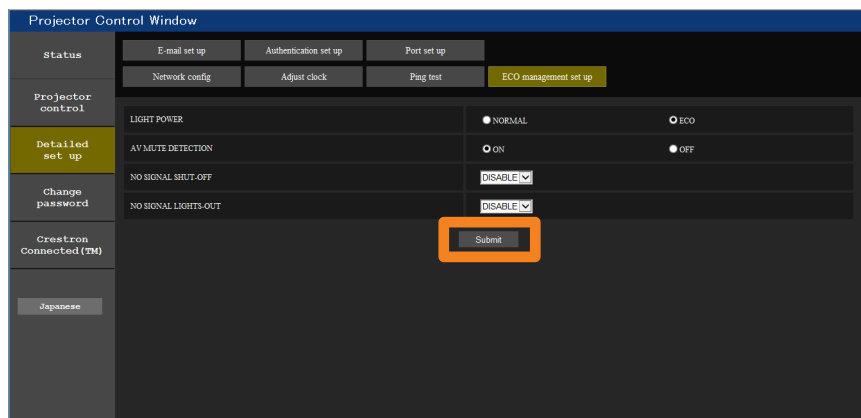 Projector Control Window
Status
E-mail set up
Authentication set up
Port set up
Network config
Adjust clock
Ping test
ECO management set up
Projector
control
Detailed
set up
Change
password
Crestron
Connected(TM)
Japanese
LIGHT POWER
NORMAL
ECO
AV MUTE DETECTION
ON
OFF
NO SIGNAL SHUT-OFF
DISABLE
NO SIGNAL LIGHTS-OUT
DISABLE
Submit